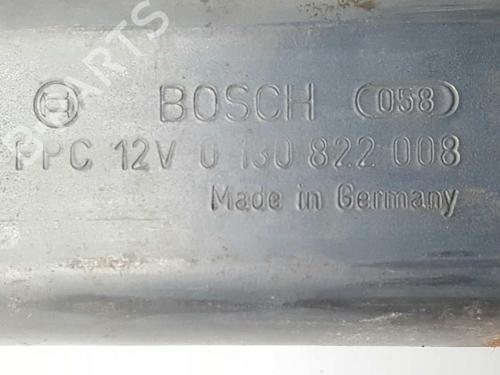 BOSCH 058
PPC 12V 0 130 822 008
Made in Germany